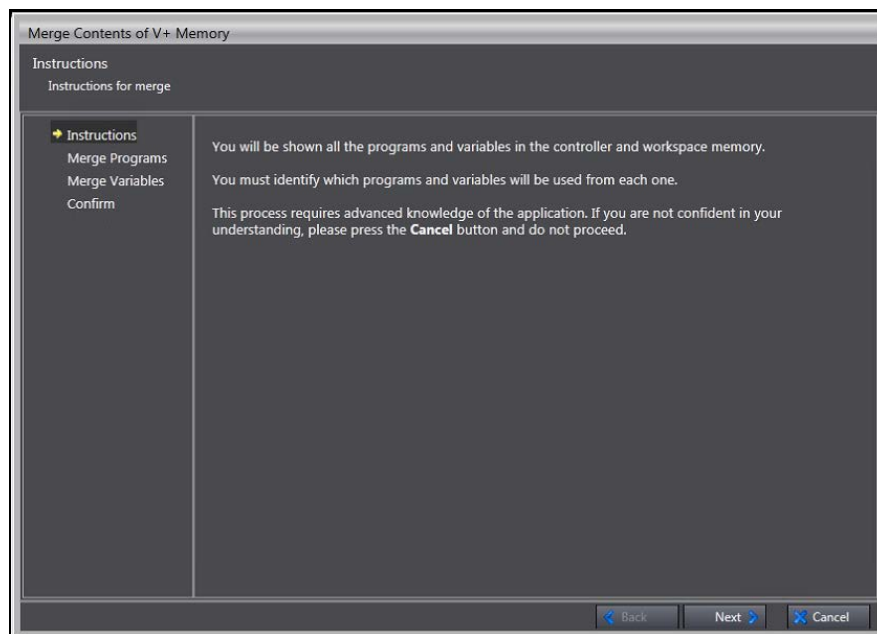 Merge Contents of V+ Memory
Instructions
Instructions for merge
Instructions
Merge Programs
Merge Variables
Confirm
You will be shown all the programs and variables in the controller and workspace memory.
You must identify which programs and variables will be used from each one.
This process requires advanced knowledge of the application. If you are not confident in your
understanding, please press the Cancel button and do not proceed.
Back
Next
Cancel